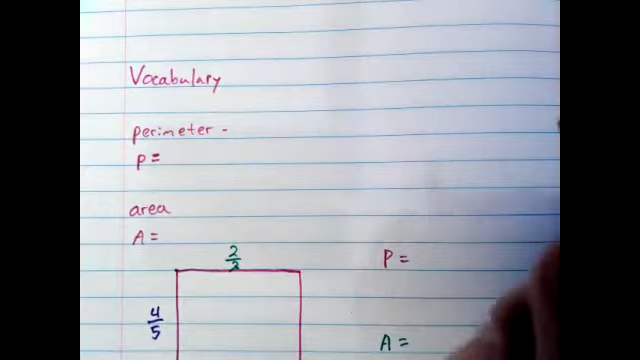 Vocabulary
perimeter -
P =
area
A =
2/3
P =
4/5
A =